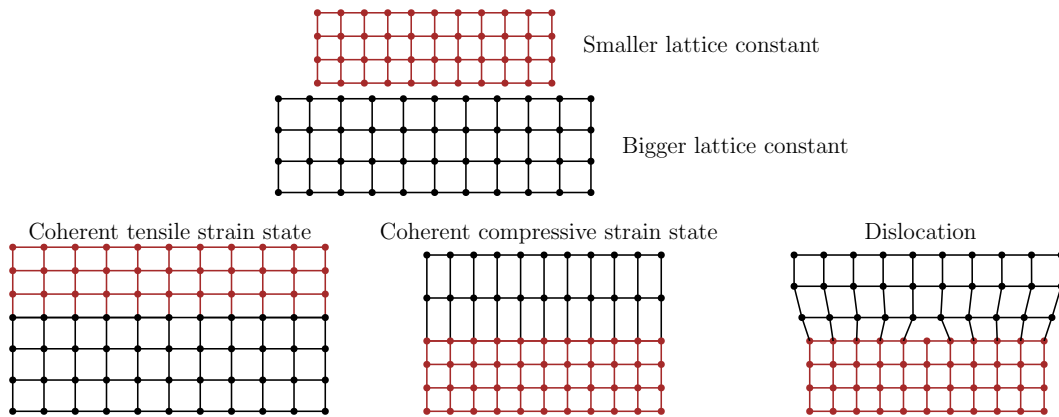 Smaller lattice constant
Bigger lattice constant
Coherent tensile strain state
Coherent compressive strain state
Dislocation